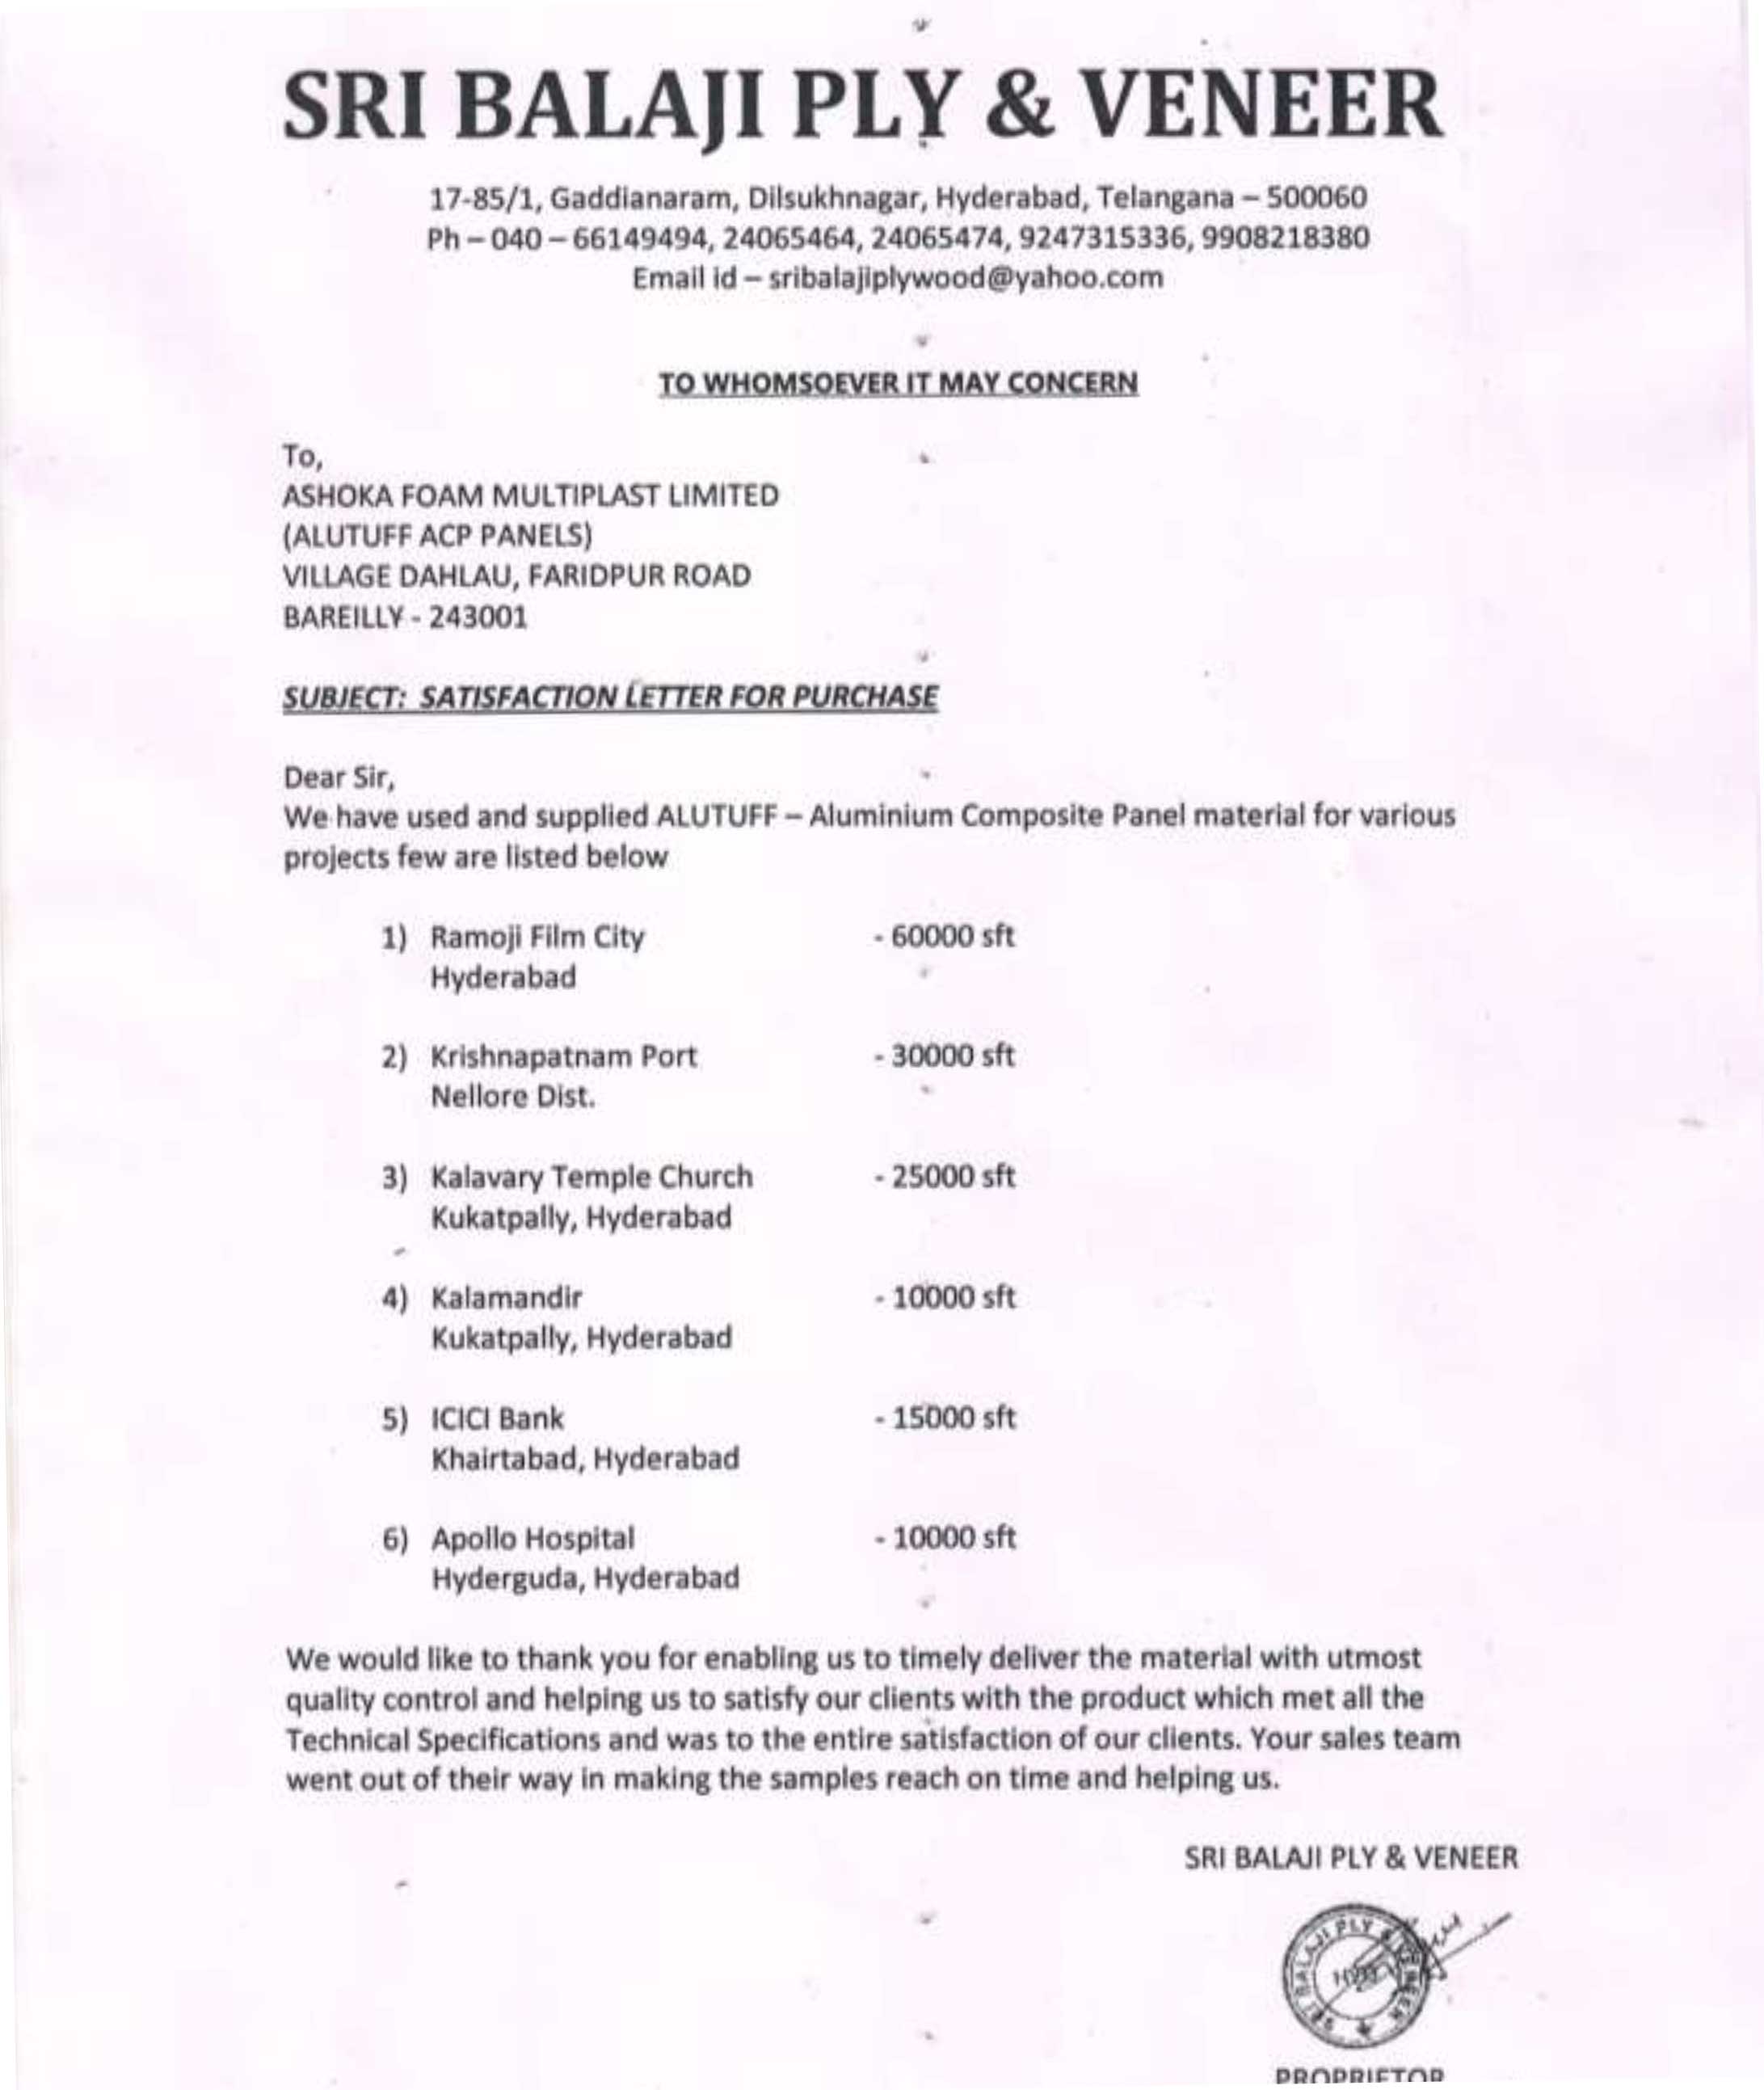 SRI BALAJI PLY & VENEER
17-85/1, Gaddianaram, Dilsukhnagar, Hyderabad, Telangana – 500060
Ph – 040 – 66149494, 24065464, 24065474, 9247315336, 9908218380
Email id – sribalajiplywood@yahoo.com
TO WHOMSOEVER IT MAY CONCERN
To,
ASHOKA FOAM MULTIPLAST LIMITED
(ALUTUFF ACP PANELS)
VILLAGE DAHLAU, FARIDPUR ROAD
BAREILLY - 243001
SUBJECT: SATISFACTION LETTER FOR PURCHASE
Dear Sir,
We have used and supplied ALUTUFF – Aluminium Composite Panel material for various
projects few are listed below
1) Ramoji Film City - 60000 sft
Hyderabad
2) Krishnapatnam Port - 30000 sft
Nellore Dist.
3) Kalavary Temple Church - 25000 sft
Kukatpally, Hyderabad
4) Kalamandir - 10000 sft
Kukatpally, Hyderabad
5) ICICI Bank - 15000 sft
Khairtabad, Hyderabad
6) Apollo Hospital - 10000 sft
Hyderguda, Hyderabad
We would like to thank you for enabling us to timely deliver the material with utmost
quality control and helping us to satisfy our clients with the product which met all the
Technical Specifications and was to the entire satisfaction of our clients. Your sales team
went out of their way in making the samples reach on time and helping us.
SRI BALAJI PLY & VENEER
SRI BALAJI PLY & VENEER
PROPRIETOR